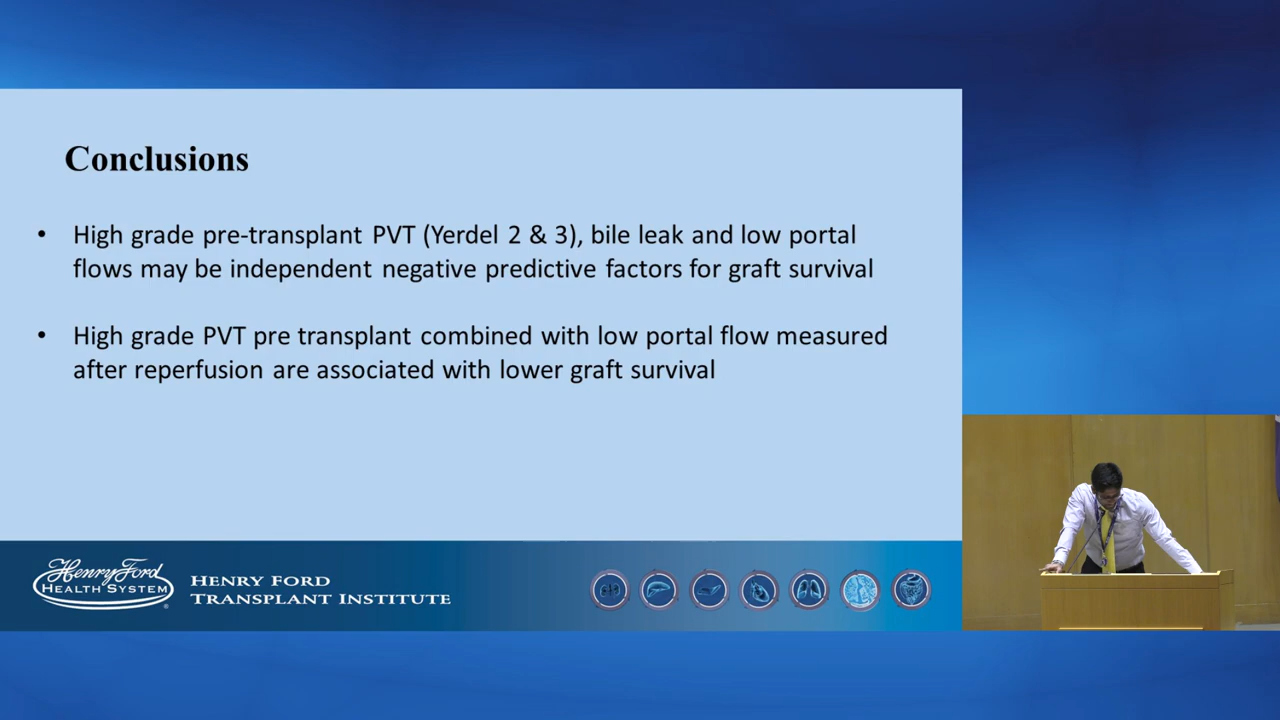 Conclusions
• High grade pre-transplant PVT (Yerdel 2 & 3), bile leak and low portal
flows may be independent negative predictive factors for graft survival
• High grade PVT pre transplant combined with low portal flow measured
after reperfusion are associated with lower graft survival
Henry Ford
HEALTH SYSTEM
®
HENRY FORD
TRANSPLANT INSTITUTE